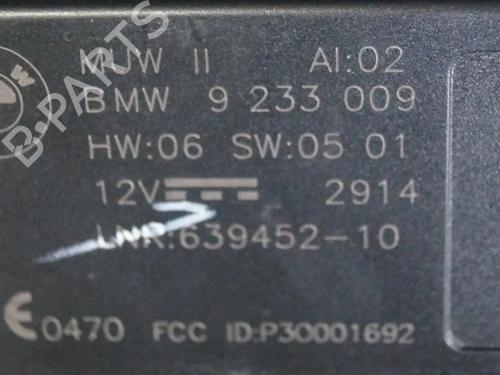 B-PARTS
W
MUW II AI:02
BMW 9 233 009
HW:06 SW:05 01
12V 2914
LNR:639452-10
CE 0470 FCC ID:P30001692